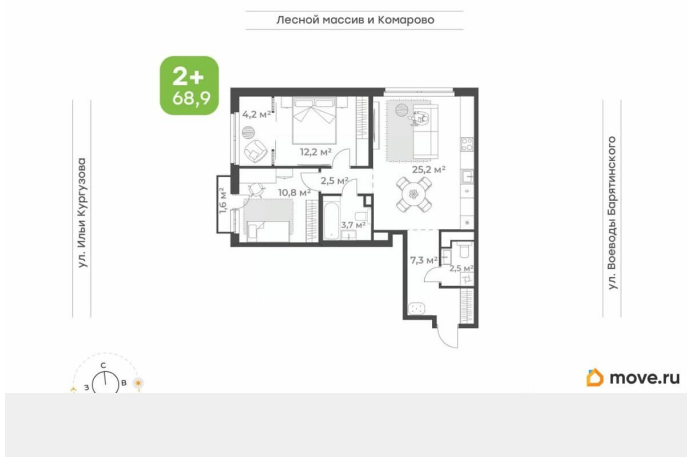 Лесной массив и Комарово
2+
68,9
4,2 м²
12,2 м²
25,2 м²
2,5 м²
10,8 м²
1,6 м²
3,7 м²
7,3 м²
2,5 м²
ул. Ильи Кургузова
ул. Воеводы Барятинского
С
З
В
move.ru